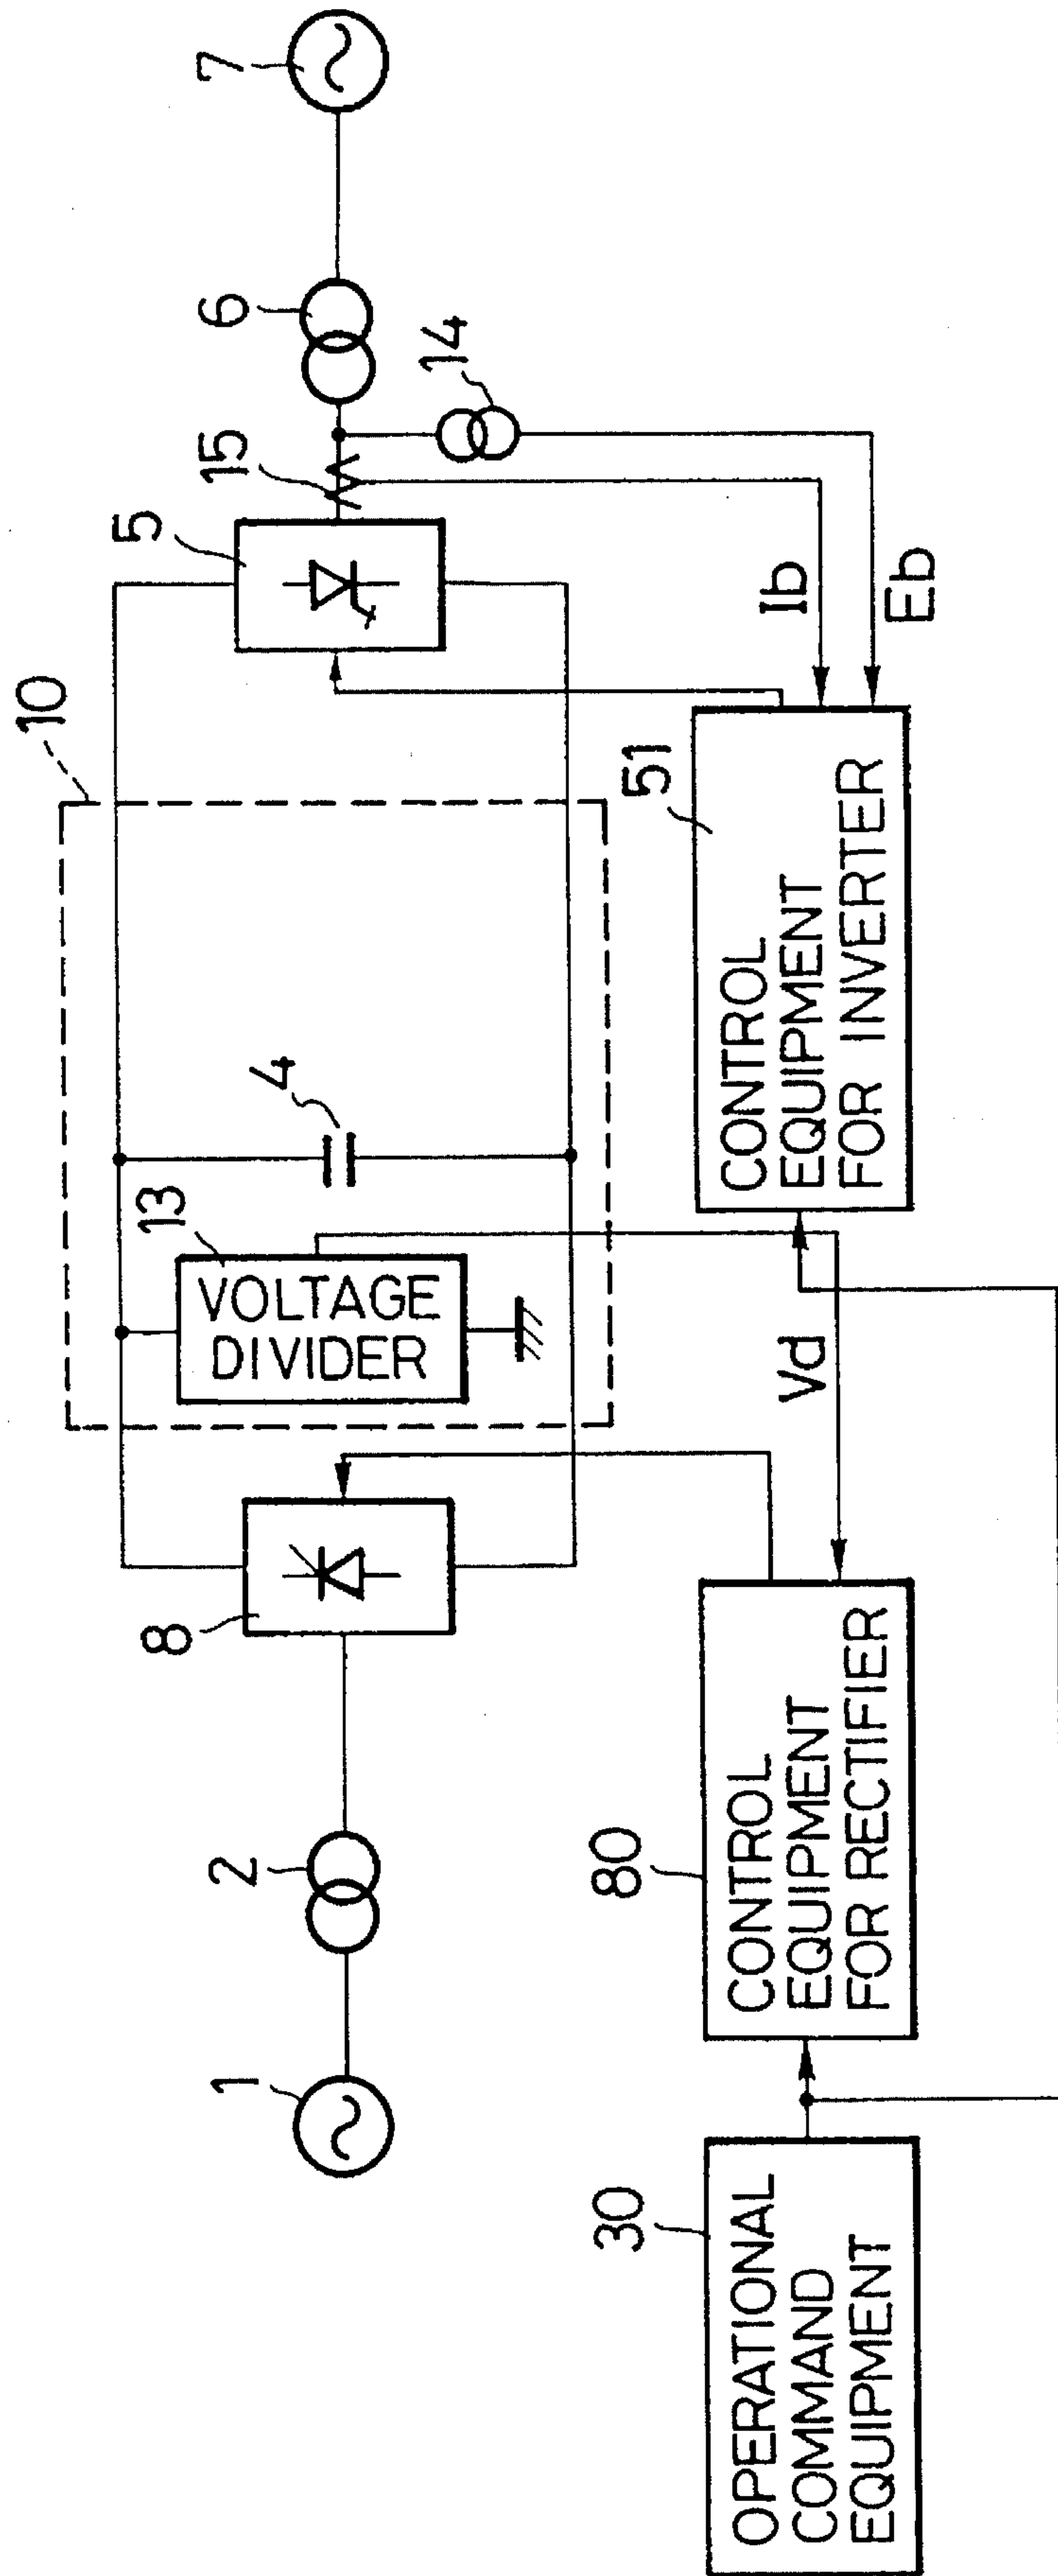 10
1
2
8
13
VOLTAGE
DIVIDER
4
5
15
6
7
14
Vd
Ib
Eb
30
OPERATIONAL
COMMAND
EQUIPMENT
80
CONTROL
EQUIPMENT
FOR RECTIFIER
51
CONTROL
EQUIPMENT
FOR INVERTER